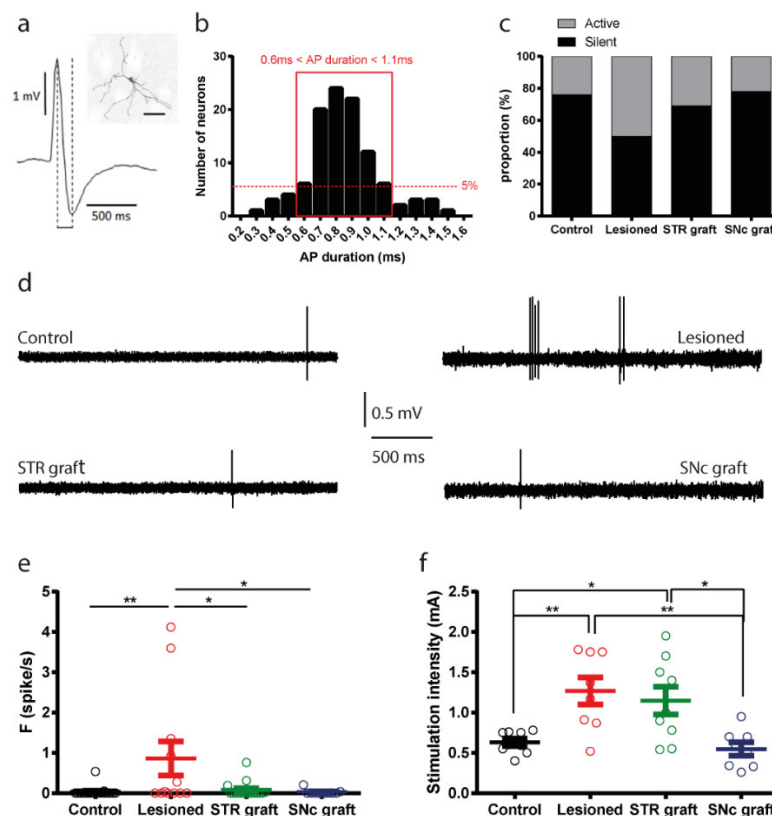 a
1 mV
500 ms
b
0.6ms < AP duration < 1.1ms
Number of neurons
30
20
10
0
5%
0.2 0.3 0.4 0.5 0.6 0.7 0.8 0.9 1.0 1.1 1.2 1.3 1.4 1.5 1.6
AP duration (ms)
c
Active
Silent
proportion (%)
100
80
60
40
20
0
Control Lesioned STR graft SNc graft
d
Control
Lesioned
0.5 mV
500 ms
STR graft
SNc graft
e
F (spike/s)
5
4
3
2
1
0
** * *
Control Lesioned STR graft SNc graft
f
Stimulation intensity (mA)
2.5
2.0
1.5
1.0
0.5
0.0
* *
** **
Control Lesioned STR graft SNc graft